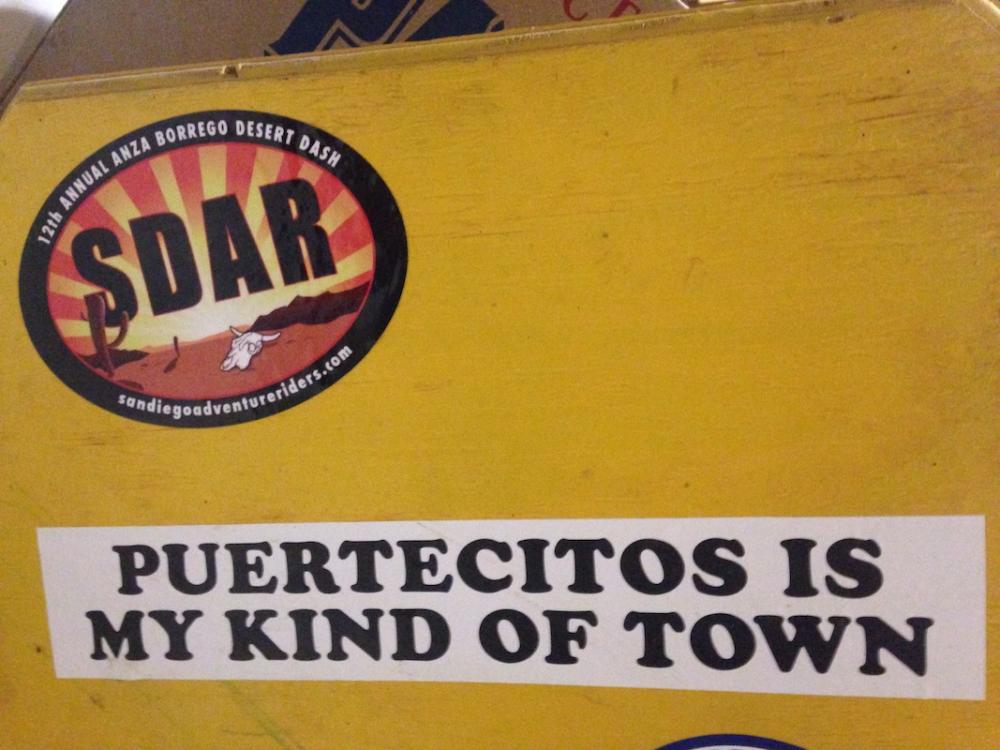 12th ANNUAL ANZA BORREGO DESERT DASH
SDAR
sandiegoadventureriders.com
PUERTECITOS IS
MY KIND OF TOWN